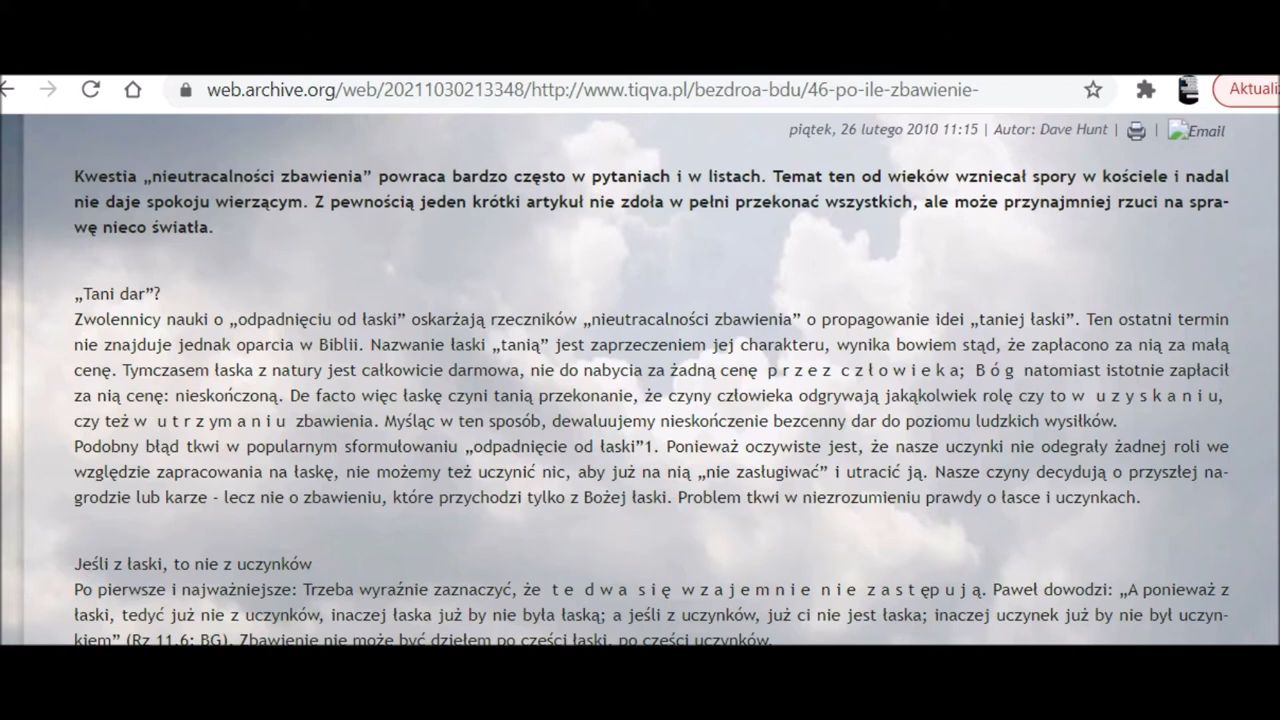 web.archive.org/web/20211030213348/http://www.tiqva.pl/bezdroa-bdu/46-po-ile-zbawienie-
Aktuali
piątek, 26 lutego 2010 11:15 | Autor: Dave Hunt | | Email
Kwestia „nieutracalności zbawienia” powraca bardzo często w pytaniach i w listach. Temat ten od wieków wzniecał spory w kościele i nadal
nie daje spokoju wierzącym. Z pewnością jeden krótki artykuł nie zdoła w pełni przekonać wszystkich, ale może przynajmniej rzuci na spra-
wę nieco światła.
„Tani dar”?
Zwolennicy nauki o „odpadnięciu od łaski” oskarżają rzeczników „nieutracalności zbawienia” o propagowanie idei „taniej łaski”. Ten ostatni termin
nie znajduje jednak oparcia w Biblii. Nazwanie łaski „tanią” jest zaprzeczeniem jej charakteru, wynika bowiem stąd, że zapłacono za nią za małą
cenę. Tymczasem łaska z natury jest całkowicie darmowa, nie do nabycia za żadną cenę p r z e z c z ł o w i e k a; B ó g natomiast istotnie zapłacił
za nią cenę: nieskończoną. De facto więc łaskę czyni tanią przekonanie, że czyny człowieka odgrywają jakąkolwiek rolę czy to w u z y s k a n i u,
czy też w u t r z y m a n i u zbawienia. Myśląc w ten sposób, dewaluujemy nieskończenie bezcenny dar do poziomu ludzkich wysiłków.
Podobny błąd tkwi w popularnym sformułowaniu „odpadnięcie od łaski”1. Ponieważ oczywiste jest, że nasze uczynki nie odegrały żadnej roli we
względzie zapracowania na łaskę, nie możemy też uczynić nic, aby już na nią „nie zasługiwać” i utracić ją. Nasze czyny decydują o przyszłej na-
grodzie lub karze - lecz nie o zbawieniu, które przychodzi tylko z Bożej łaski. Problem tkwi w niezrozumieniu prawdy o łasce i uczynkach.
Jeśli z łaski, to nie z uczynków
Po pierwsze i najważniejsze: Trzeba wyraźnie zaznaczyć, że t e d w a s i ę w z a j e m n i e n i e z a s t ę p u j ą. Paweł dowodzi: „A ponieważ z
łaski, tedyć już nie z uczynków, inaczej łaska już by nie była łaską; a jeśli z uczynków, już ci nie jest łaska; inaczej uczynek już by nie był uczyn-
kiem” (Rz 11.6; BG). Zbawienie nie może być dziełem po części łaski, po części uczynków.